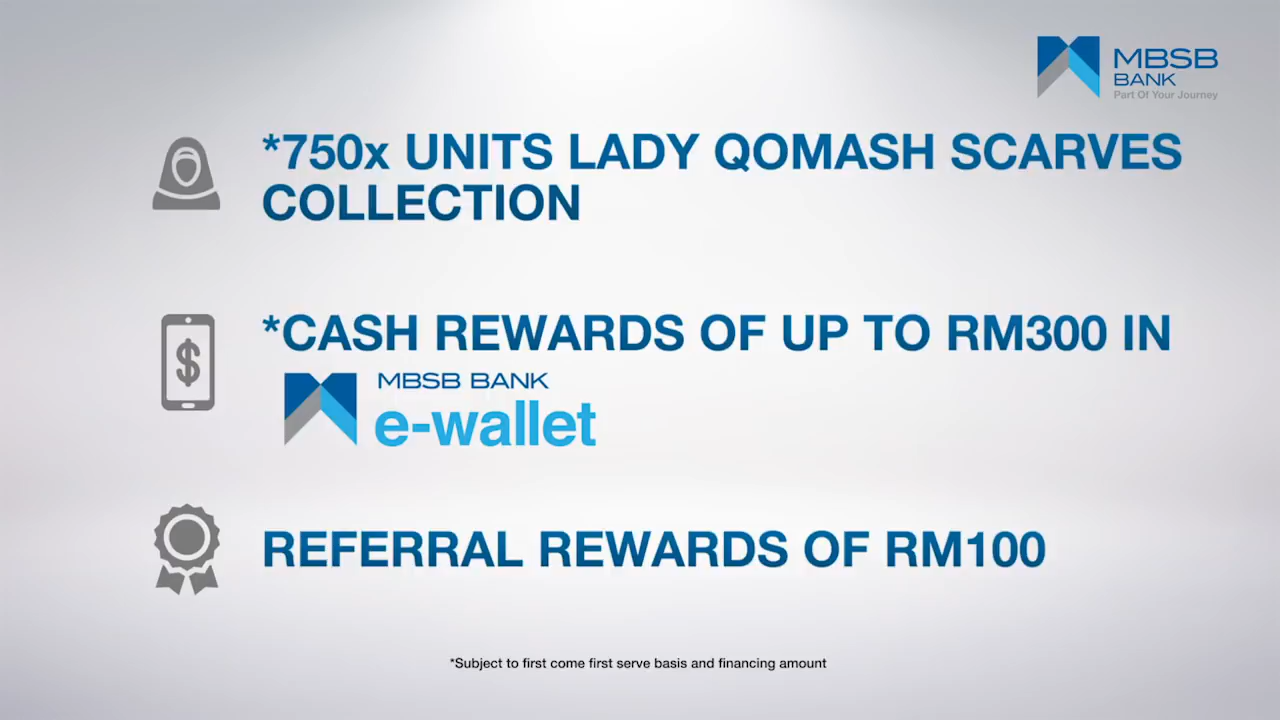 MBSB
BANK
Part Of Your Journey
*750x UNITS LADY QOMASH SCARVES
COLLECTION
*CASH REWARDS OF UP TO RM300 IN
MBSB BANK
e-wallet
REFERRAL REWARDS OF RM100
*Subject to first come first serve basis and financing amount